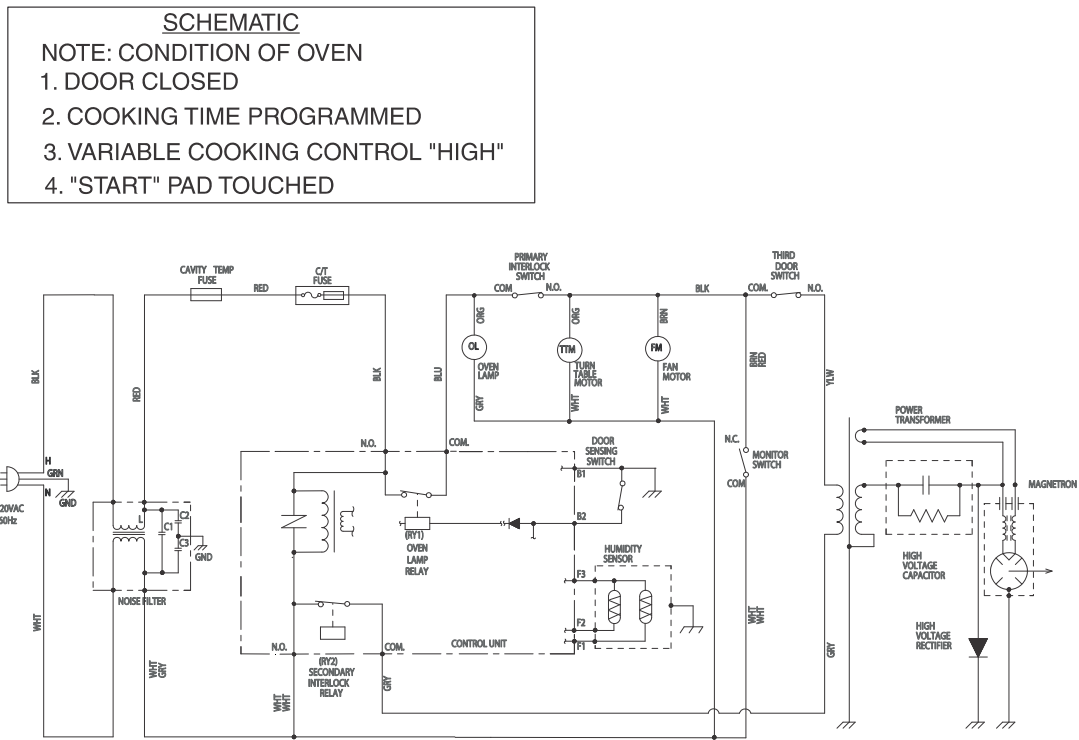 SCHEMATIC
NOTE: CONDITION OF OVEN
1. DOOR CLOSED
2. COOKING TIME PROGRAMMED
3. VARIABLE COOKING CONTROL "HIGH"
4. "START" PAD TOUCHED
CAVITY TEMP
FUSE
RED
C/T
FUSE
PRIMARY
INTERLOCK
SWITCH
COM
N.O.
BLK
THIRD
DOOR
SWITCH
COM.
N.O.
BLK
RED
BLK
BLU
ORG
OL
OVEN
LAMP
GRY
ORG
TTM
TURN
TABLE
MOTOR
WHT
BRN
FM
FAN
MOTOR
WHT
BRN
RED
YLW
H
GRN
N
GND
20VAC
60Hz
N.O.
COM.
DOOR
SENSING
SWITCH
B1
B2
N.C.
MONITOR
SWITCH
COM
POWER
TRANSFORMER
MAGNETRON
L
C1
C2
C3
GND
NOISE FILTER
(RY1)
OVEN
LAMP
RELAY
HUMIDITY
SENSOR
F3
F2
F1
HIGH
VOLTAGE
CAPACITOR
HIGH
VOLTAGE
RECTIFIER
WHT
WHT
GRY
N.O.
COM.
CONTROL UNIT
(RY2)
SECONDARY
INTERLOCK
RELAY
WHT
WHT
GRY
WHT
WHT
GRY